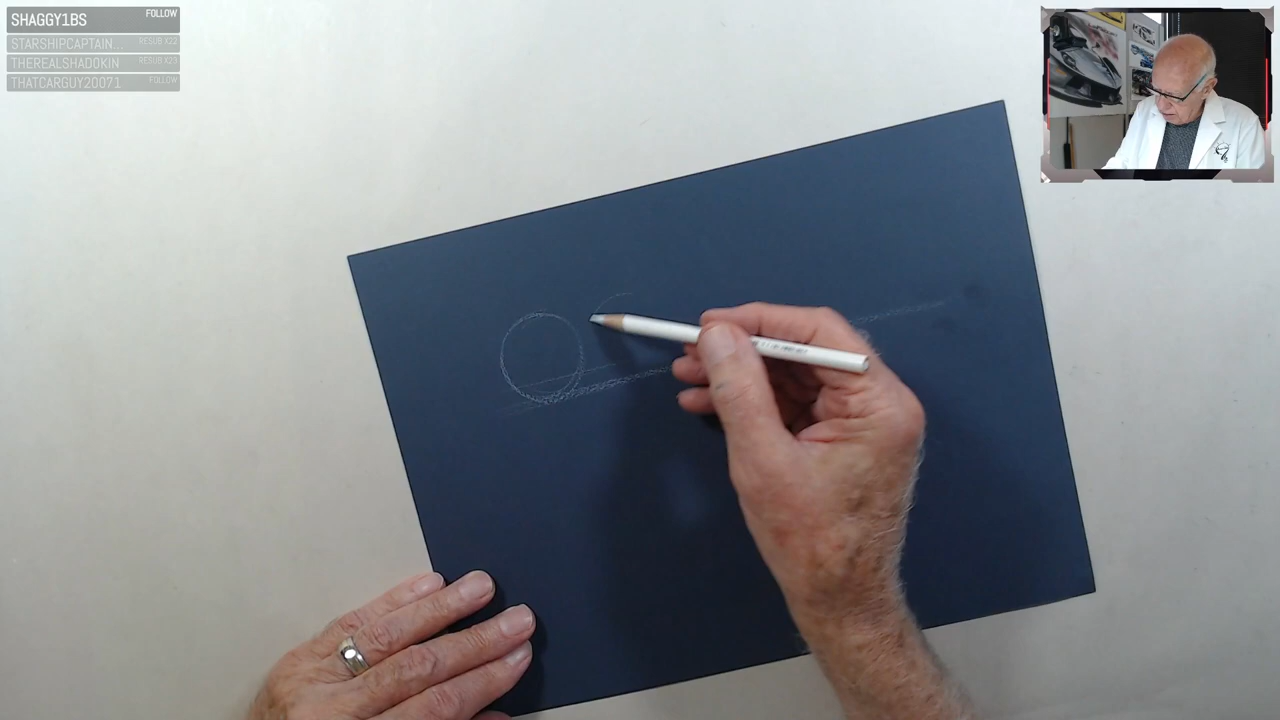 SHAGGY1BS FOLLOW
STARSHIPCAPTAIN... RESUB X22
THEREALSHADOKIN RESUB X23
THATCARGUY20071 FOLLOW